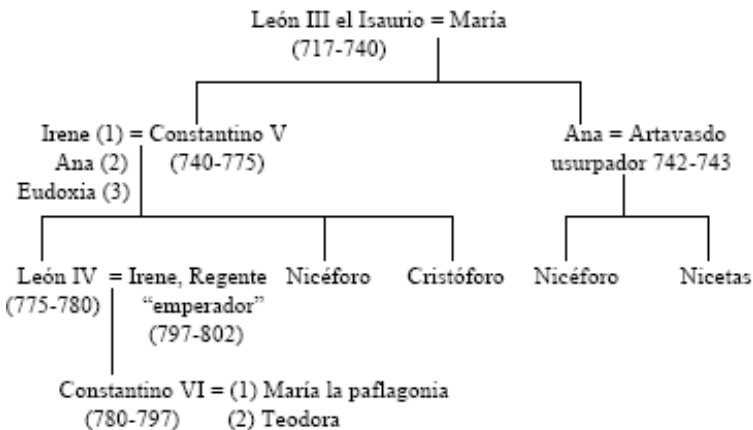 León III el Isaurio = María
(717-740)
Irene (1) = Constantino V Ana = Artavasdo
Ana (2) (740-775) usurpador 742-743
Eudoxia (3)
León IV = Irene, Regente Nicéforo Cristóforo Nicéforo Nicetas
(775-780) “emperador”
(797-802)
Constantino VI = (1) María la paflagonia
(780-797) (2) Teodora